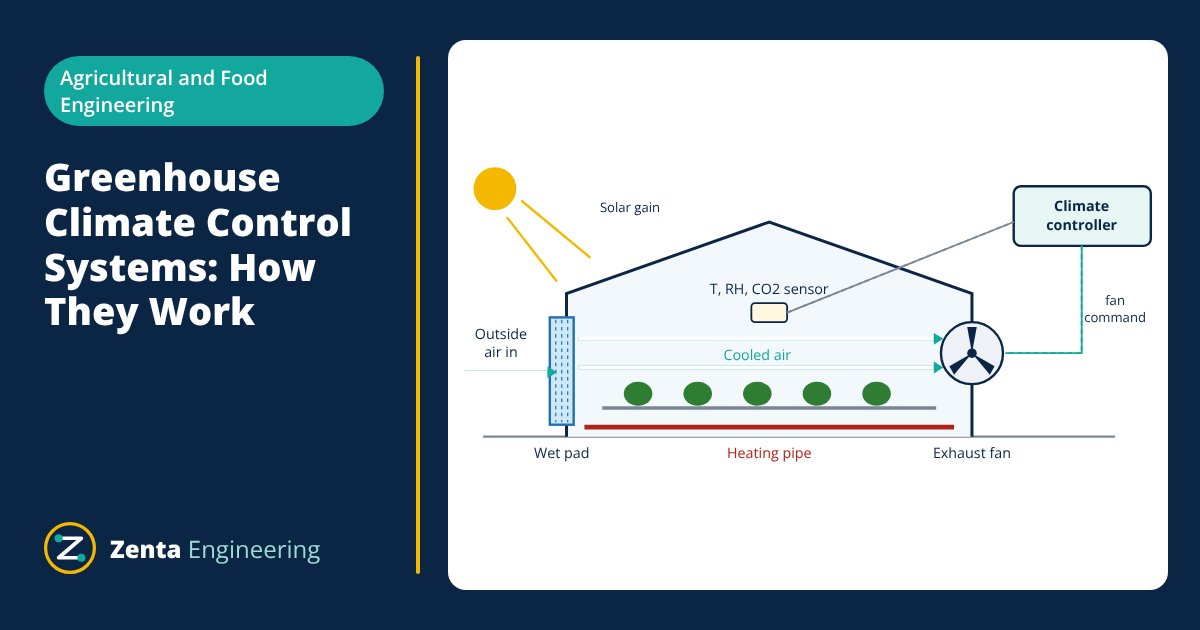 Agricultural and Food
Engineering
Greenhouse
Climate Control
Systems: How
They Work
Zenta Engineering
Solar gain
Climate
controller
T, RH, CO2 sensor
fan
command
Outside
air in
Cooled air
Wet pad
Heating pipe
Exhaust fan